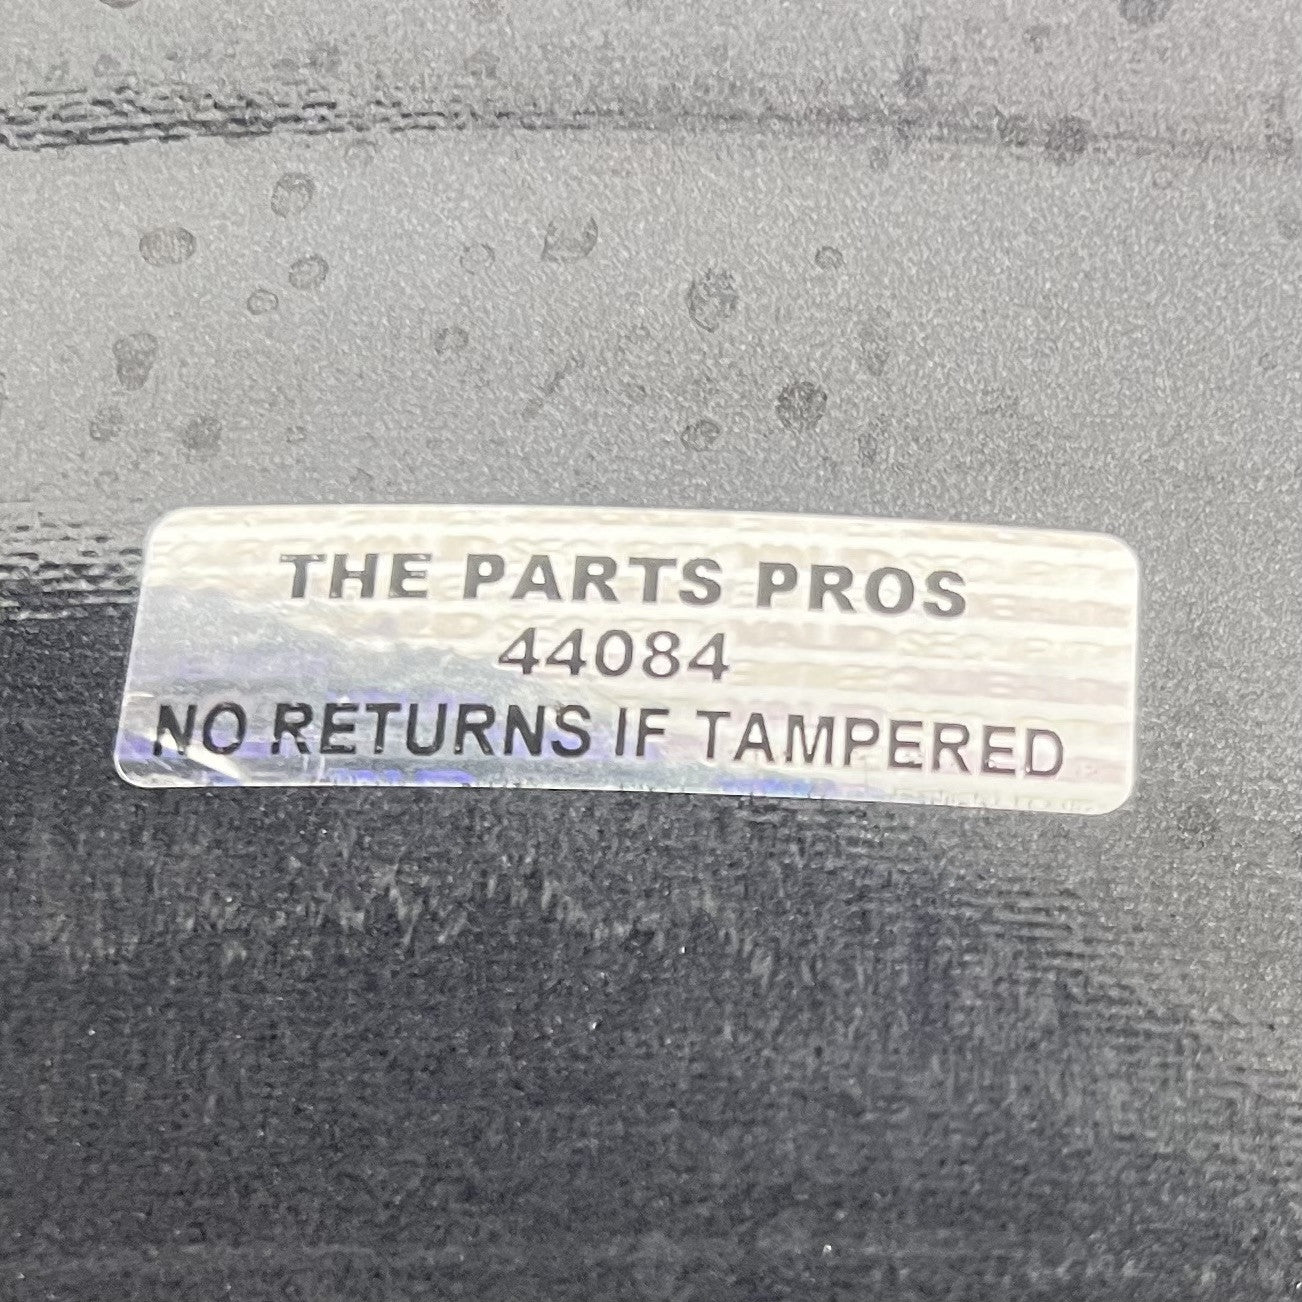 THE PARTS PROS
44084
NO RETURNS IF TAMPERED